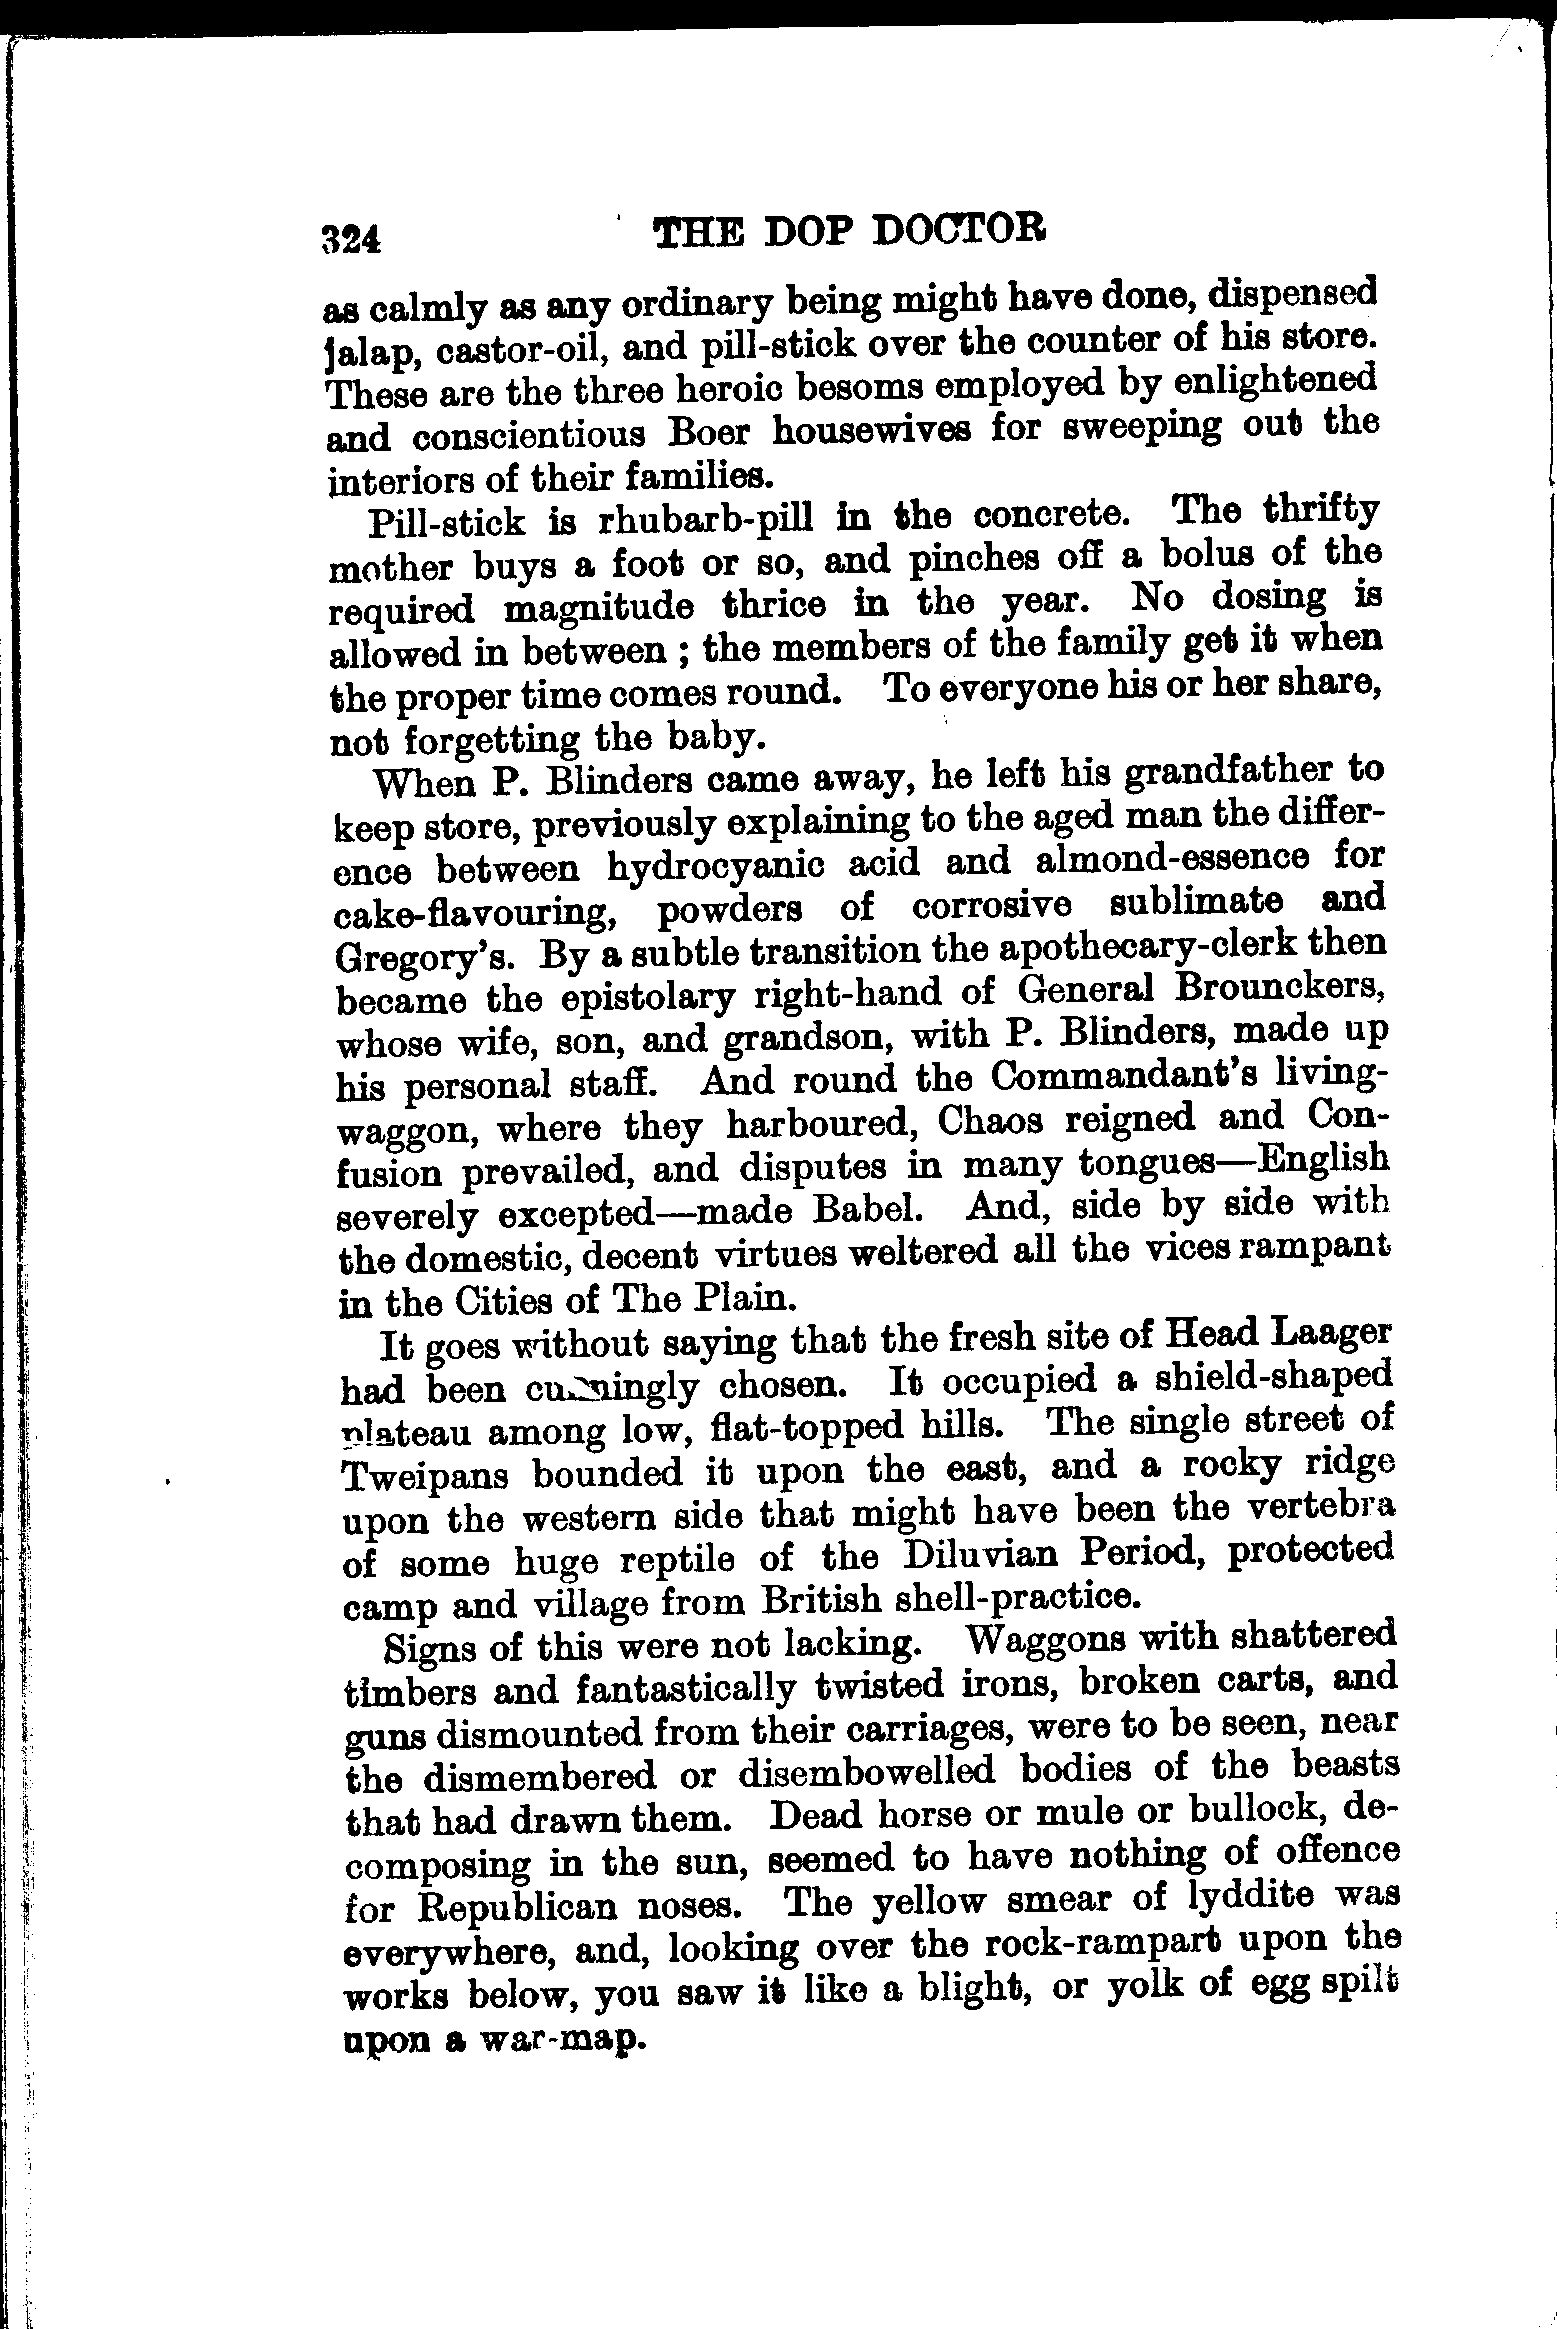 324 THE DOP DOCTOR
as calmly as any ordinary being might have done, dispensed
jalap, castor-oil, and pill-stick over the counter of his store.
These are the three heroic besoms employed by enlightened
and conscientious Boer housewives for sweeping out the
interiors of their families.
Pill-stick is rhubarb-pill in the concrete. The thrifty
mother buys a foot or so, and pinches off a bolus of the
required magnitude thrice in the year. No dosing is
allowed in between ; the members of the family get it when
the proper time comes round. To everyone his or her share,
not forgetting the baby.
When P. Blinders came away, he left his grandfather to
keep store, previously explaining to the aged man the differ-
ence between hydrocyanic acid and almond-essence for
cake-flavouring, powders of corrosive sublimate and
Gregory's. By a subtle transition the apothecary-clerk then
became the epistolary right-hand of General Brounckers,
whose wife, son, and grandson, with P. Blinders, made up
his personal staff. And round the Commandant's living-
waggon, where they harboured, Chaos reigned and Con-
fusion prevailed, and disputes in many tongues—English
severely excepted—made Babel. And, side by side with
the domestic, decent virtues weltered all the vices rampant
in the Cities of The Plain.
It goes without saying that the fresh site of Head Laager
had been cunningly chosen. It occupied a shield-shaped
plateau among low, flat-topped hills. The single street of
Tweipans bounded it upon the east, and a rocky ridge
upon the western side that might have been the vertebra
of some huge reptile of the Diluvian Period, protected
camp and village from British shell-practice.
Signs of this were not lacking. Waggons with shattered
timbers and fantastically twisted irons, broken carts, and
guns dismounted from their carriages, were to be seen, near
the dismembered or disembowelled bodies of the beasts
that had drawn them. Dead horse or mule or bullock, de-
composing in the sun, seemed to have nothing of offence
for Republican noses. The yellow smear of lyddite was
everywhere, and, looking over the rock-rampart upon the
works below, you saw it like a blight, or yolk of egg spilt
upon a war-map.